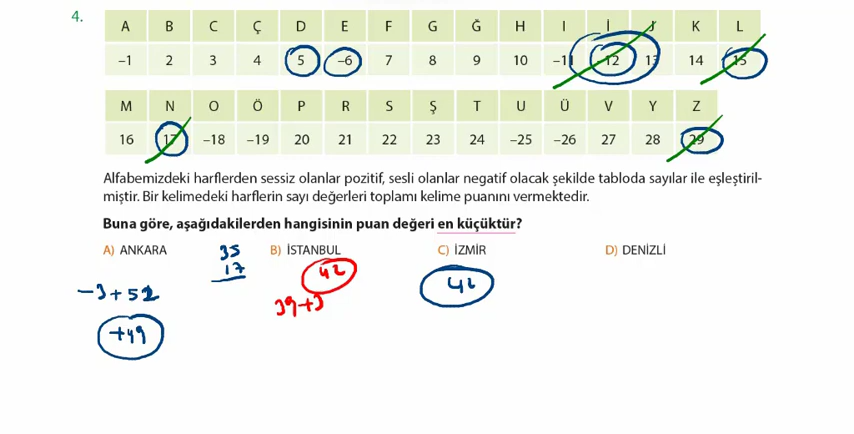 4.
A B C Ç D E F G Ğ H I İ J K L
–1 2 3 4 5 –6 7 8 9 10 –11 –12 13 14 15
M N O Ö P R S Ş T U Ü V Y Z
16 17 –18 –19 20 21 22 23 24 –25 –26 27 28 29
Alfabemizdeki harflerden sessiz olanlar pozitif, sesli olanlar negatif olacak şekilde tabloda sayılar ile eşleştiril-
miştir. Bir kelimedeki harflerin sayı değerleri toplamı kelime puanını vermektedir.
Buna göre, aşağıdakilerden hangisinin puan değeri en küçüktür?
A) ANKARA B) İSTANBUL C) İZMİR D) DENİZLİ
35
17
42
42
–3+52
39+3
+49